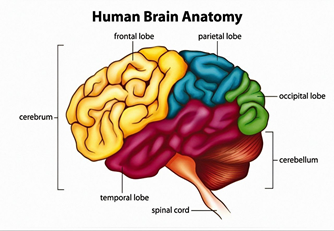 Human Brain Anatomy
frontal lobe
parietal lobe
occipital lobe
cerebrum
cerebellum
temporal lobe
spinal cord